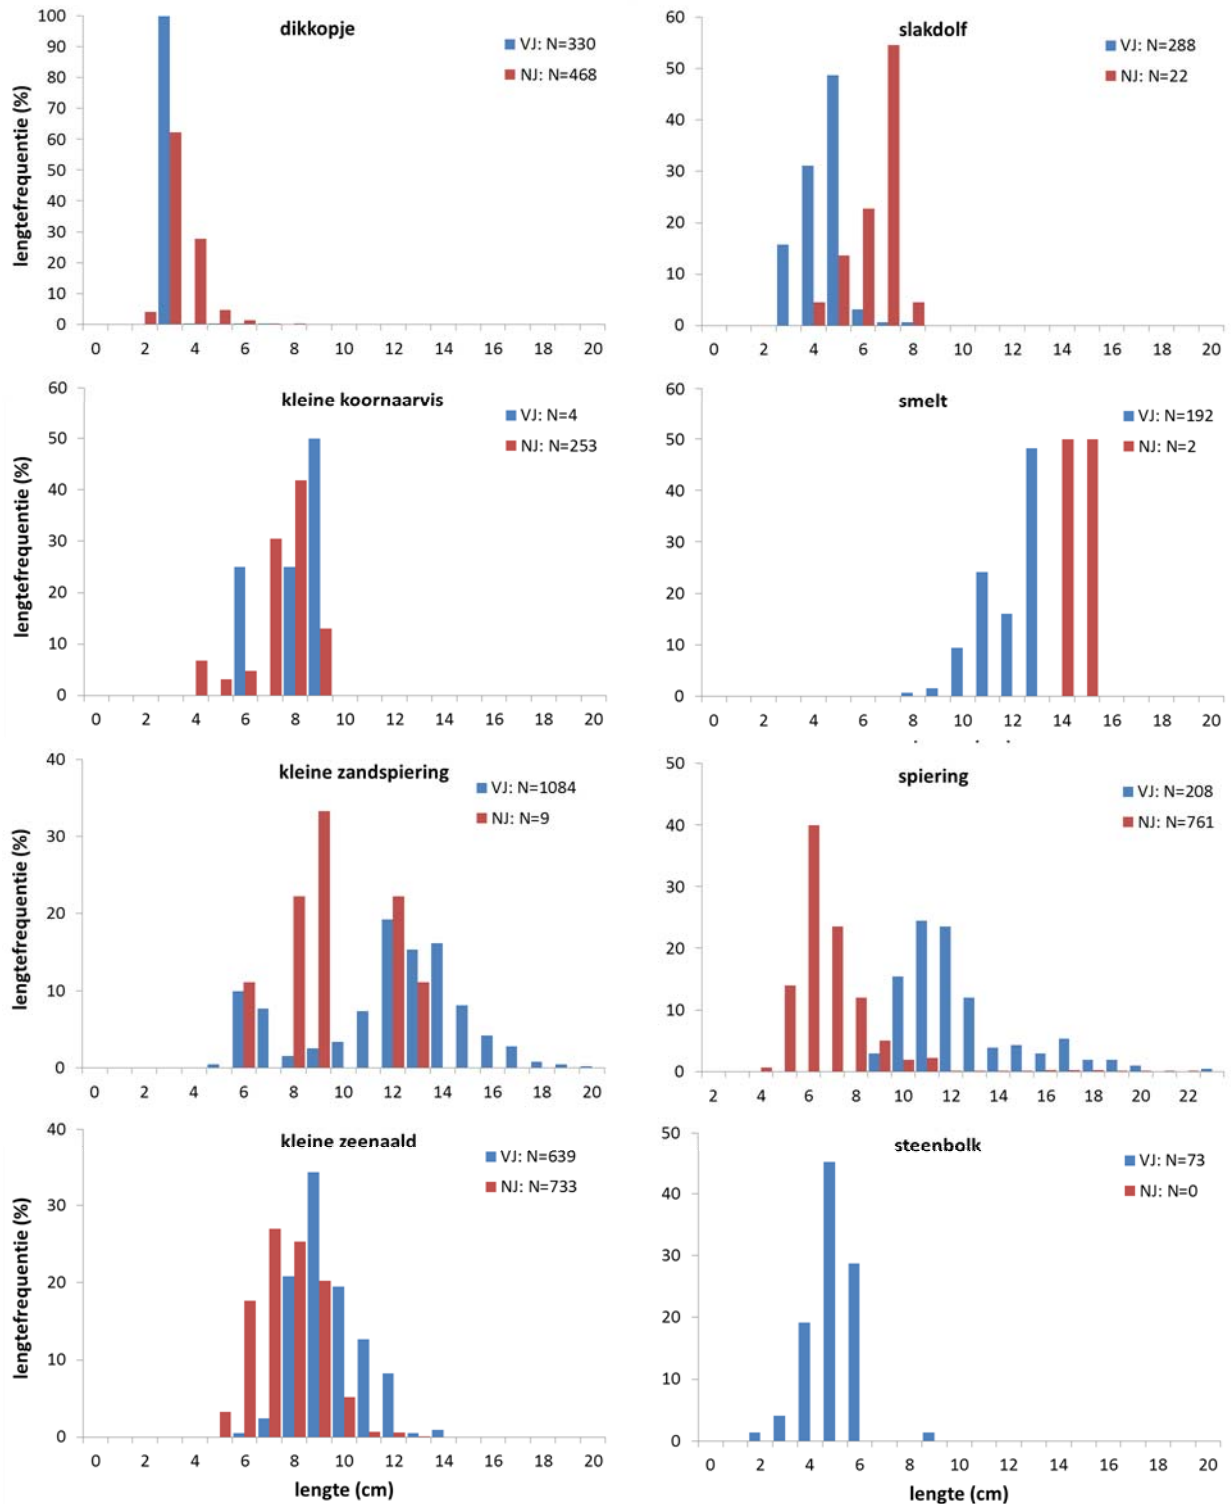 dikkopje
VJ: N=330
NJ: N=468
lengtefrequentie (%)
100
90
80
70
60
50
40
30
20
10
0
0 2 4 6 8 10 12 14 16 18 20
slakdolf
VJ: N=288
NJ: N=22
60
50
40
30
20
10
0
0 2 4 6 8 10 12 14 16 18 20
kleine koornaarvis
VJ: N=4
NJ: N=253
lengtefrequentie (%)
60
50
40
30
20
10
0
0 2 4 6 8 10 12 14 16 18 20
smelt
VJ: N=192
NJ: N=2
60
50
40
30
20
10
0
0 2 4 6 8 10 12 14 16 18 20
kleine zandspiering
VJ: N=1084
NJ: N=9
lengtefrequentie (%)
40
30
20
10
0
0 2 4 6 8 10 12 14 16 18 20
spiering
VJ: N=208
NJ: N=761
50
40
30
20
10
0
2 4 6 8 10 12 14 16 18 20 22
kleine zeenaald
VJ: N=639
NJ: N=733
lengtefrequentie (%)
40
30
20
10
0
0 2 4 6 8 10 12 14 16 18 20
lengte (cm)
steenbolk
VJ: N=73
NJ: N=0
50
40
30
20
10
0
0 2 4 6 8 10 12 14 16 18 20
lengte (cm)